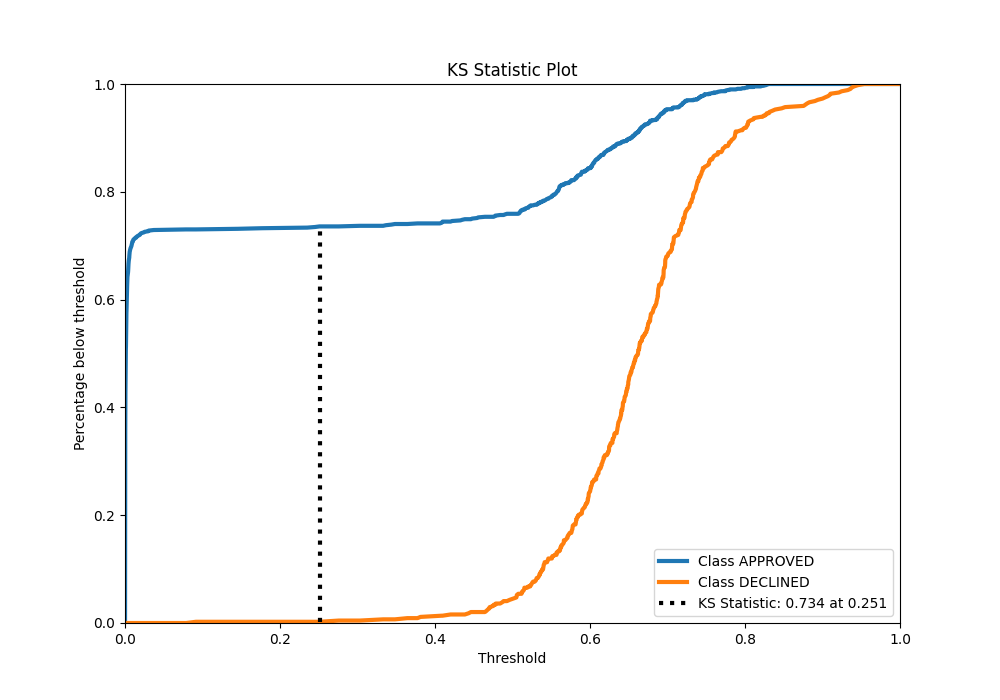 KS Statistic Plot
1.0
0.8
0.6
0.4
0.2
0.0
Percentage below threshold
Class APPROVED
Class DECLINED
KS Statistic: 0.734 at 0.251
0.0 0.2 0.4 0.6 0.8 1.0
Threshold